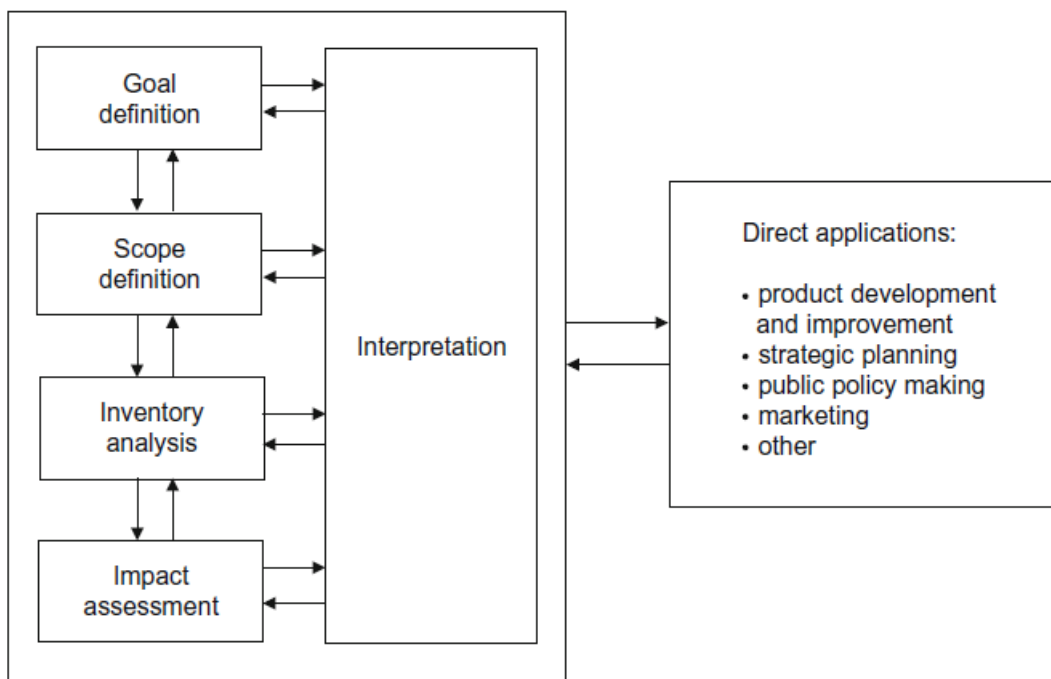 Goal
definition
Scope
definition
Inventory
analysis
Impact
assessment
Interpretation
Direct applications:
• product development
and improvement
• strategic planning
• public policy making
• marketing
• other